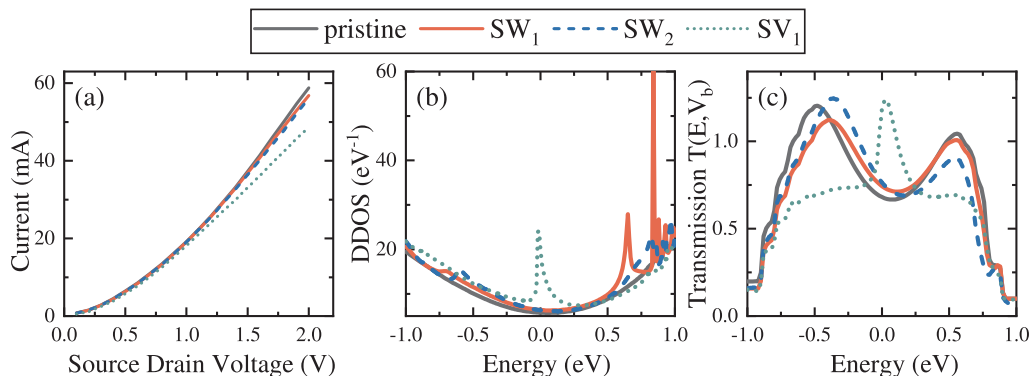 pristine SW₁ SW₂ SV₁
(a)
60
40
20
0
0.0 0.5 1.0 1.5 2.0
Current (mA)
Source Drain Voltage (V)
(b)
60
40
20
-1.0 -0.5 0.0 0.5 1.0
DDOS (eV⁻¹)
Energy (eV)
(c)
1.0
0.5
0.0
-1.0 -0.5 0.0 0.5 1.0
Transmission T(E,V_b)
Energy (eV)